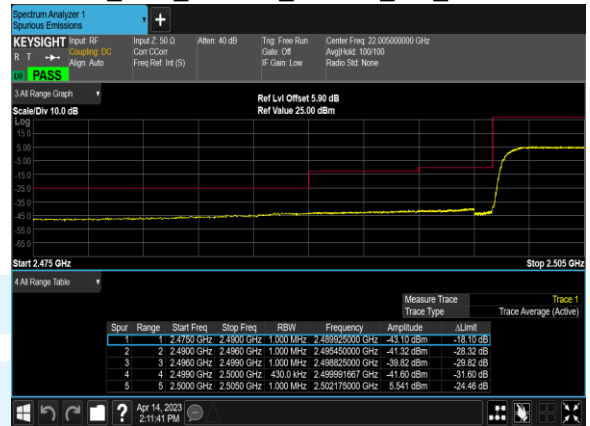 Spectrum Analyzer 1
Spurious Emissions
KEYSIGHT Input: RF Input Z: 50 Ω Atten: 40 dB Trig: Free Run Center Freq: 22.005000000 GHz
R T Coupling: DC Corr CCorr Gate: Off Avg|Hold: 100/100
Align: Auto Freq Ref: Int (S) IF Gain: Low Radio Std: None
PASS
3 All Range Graph
Ref Lvl Offset 5.90 dB
Scale/Div 10.0 dB Ref Value 25.00 dBm
Log
15.0
5.00
-5.00
-15.0
-25.0
-35.0
-45.0
-55.0
-65.0
Start 2.475 GHz Stop 2.505 GHz
4 All Range Table
Measure Trace Trace 1
Trace Type Trace Average (Active)
Spur Range Start Freq Stop Freq RBW Frequency Amplitude ΔLimit
1 1 2.4750 GHz 2.4900 GHz 1.000 MHz 2.489925000 GHz -43.10 dBm -18.10 dB
2 2 2.4900 GHz 2.4960 GHz 1.000 MHz 2.495450000 GHz -41.32 dBm -28.32 dB
3 3 2.4960 GHz 2.4990 GHz 1.000 MHz 2.498825000 GHz -39.82 dBm -29.82 dB
4 4 2.4990 GHz 2.5000 GHz 430.0 kHz 2.499991667 GHz -41.60 dBm -31.60 dB
5 5 2.5000 GHz 2.5050 GHz 1.000 MHz 2.502175000 GHz 5.541 dBm -24.46 dB
Apr 14, 2023
2:11:41 PM